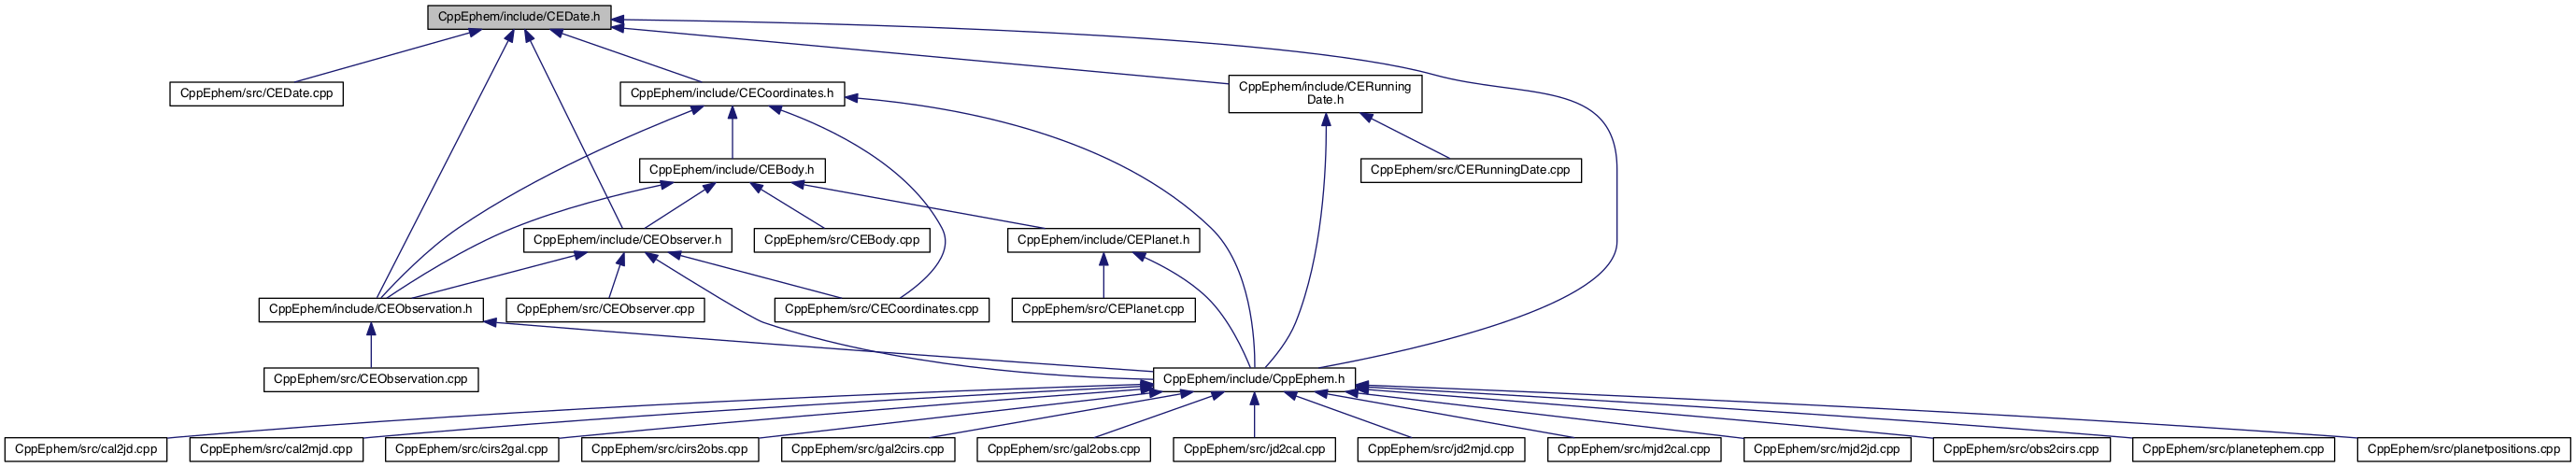 CppEphem/include/CEDate.h
CppEphem/src/CEDate.cpp
CppEphem/include/CECoordinates.h
CppEphem/include/CERunning
Date.h
CppEphem/include/CEBody.h
CppEphem/src/CERunningDate.cpp
CppEphem/include/CEObserver.h
CppEphem/src/CEBody.cpp
CppEphem/include/CEPlanet.h
CppEphem/include/CEObservation.h
CppEphem/src/CEObserver.cpp
CppEphem/src/CECoordinates.cpp
CppEphem/src/CEPlanet.cpp
CppEphem/src/CEObservation.cpp
CppEphem/include/CppEphem.h
CppEphem/src/cal2jd.cpp
CppEphem/src/cal2mjd.cpp
CppEphem/src/cirs2gal.cpp
CppEphem/src/cirs2obs.cpp
CppEphem/src/gal2cirs.cpp
CppEphem/src/gal2obs.cpp
CppEphem/src/jd2cal.cpp
CppEphem/src/jd2mjd.cpp
CppEphem/src/mjd2cal.cpp
CppEphem/src/mjd2jd.cpp
CppEphem/src/obs2cirs.cpp
CppEphem/src/planetephem.cpp
CppEphem/src/planetpositions.cpp